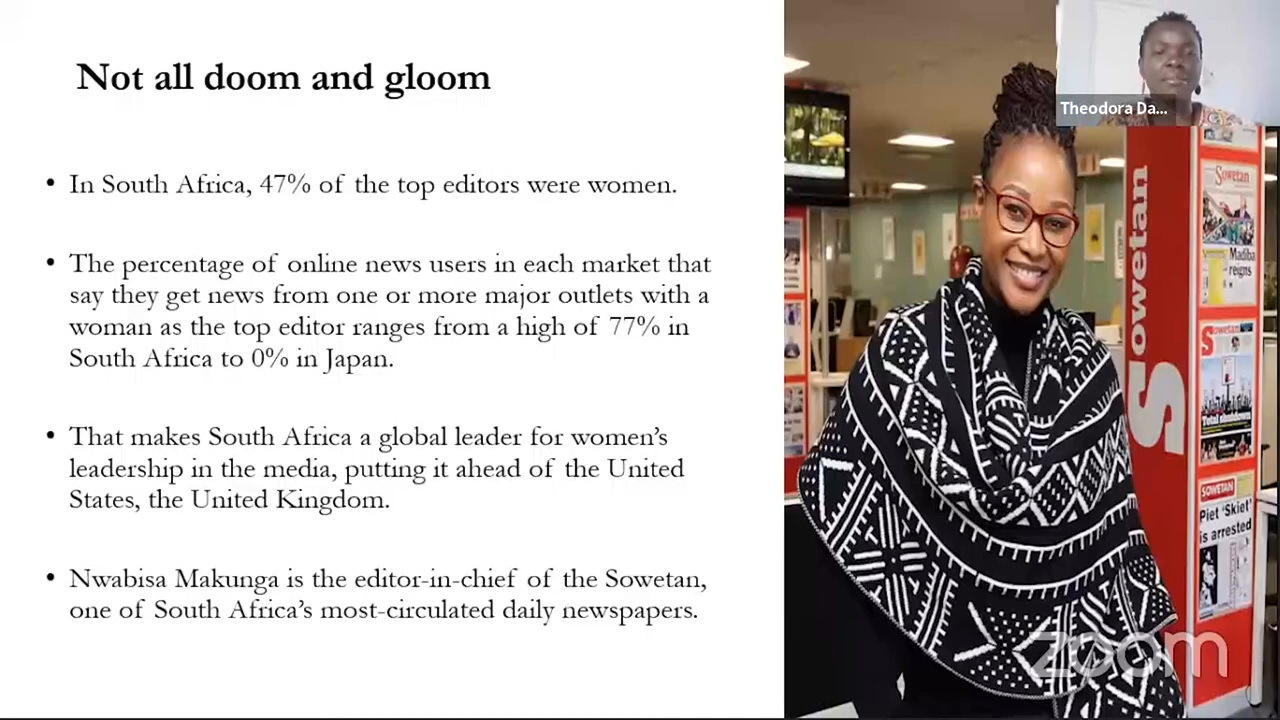 Not all doom and gloom
• In South Africa, 47% of the top editors were women.
• The percentage of online news users in each market that
say they get news from one or more major outlets with a
woman as the top editor ranges from a high of 77% in
South Africa to 0% in Japan.
• That makes South Africa a global leader for women’s
leadership in the media, putting it ahead of the United
States, the United Kingdom.
• Nwabisa Makunga is the editor-in-chief of the Sowetan,
one of South Africa’s most-circulated daily newspapers.
Theodora Da...
Sowetan
Sowetan
Madiba
reigns
Sowetan
SOWETAN
Piet 'Skiet'
is arrested
zoom